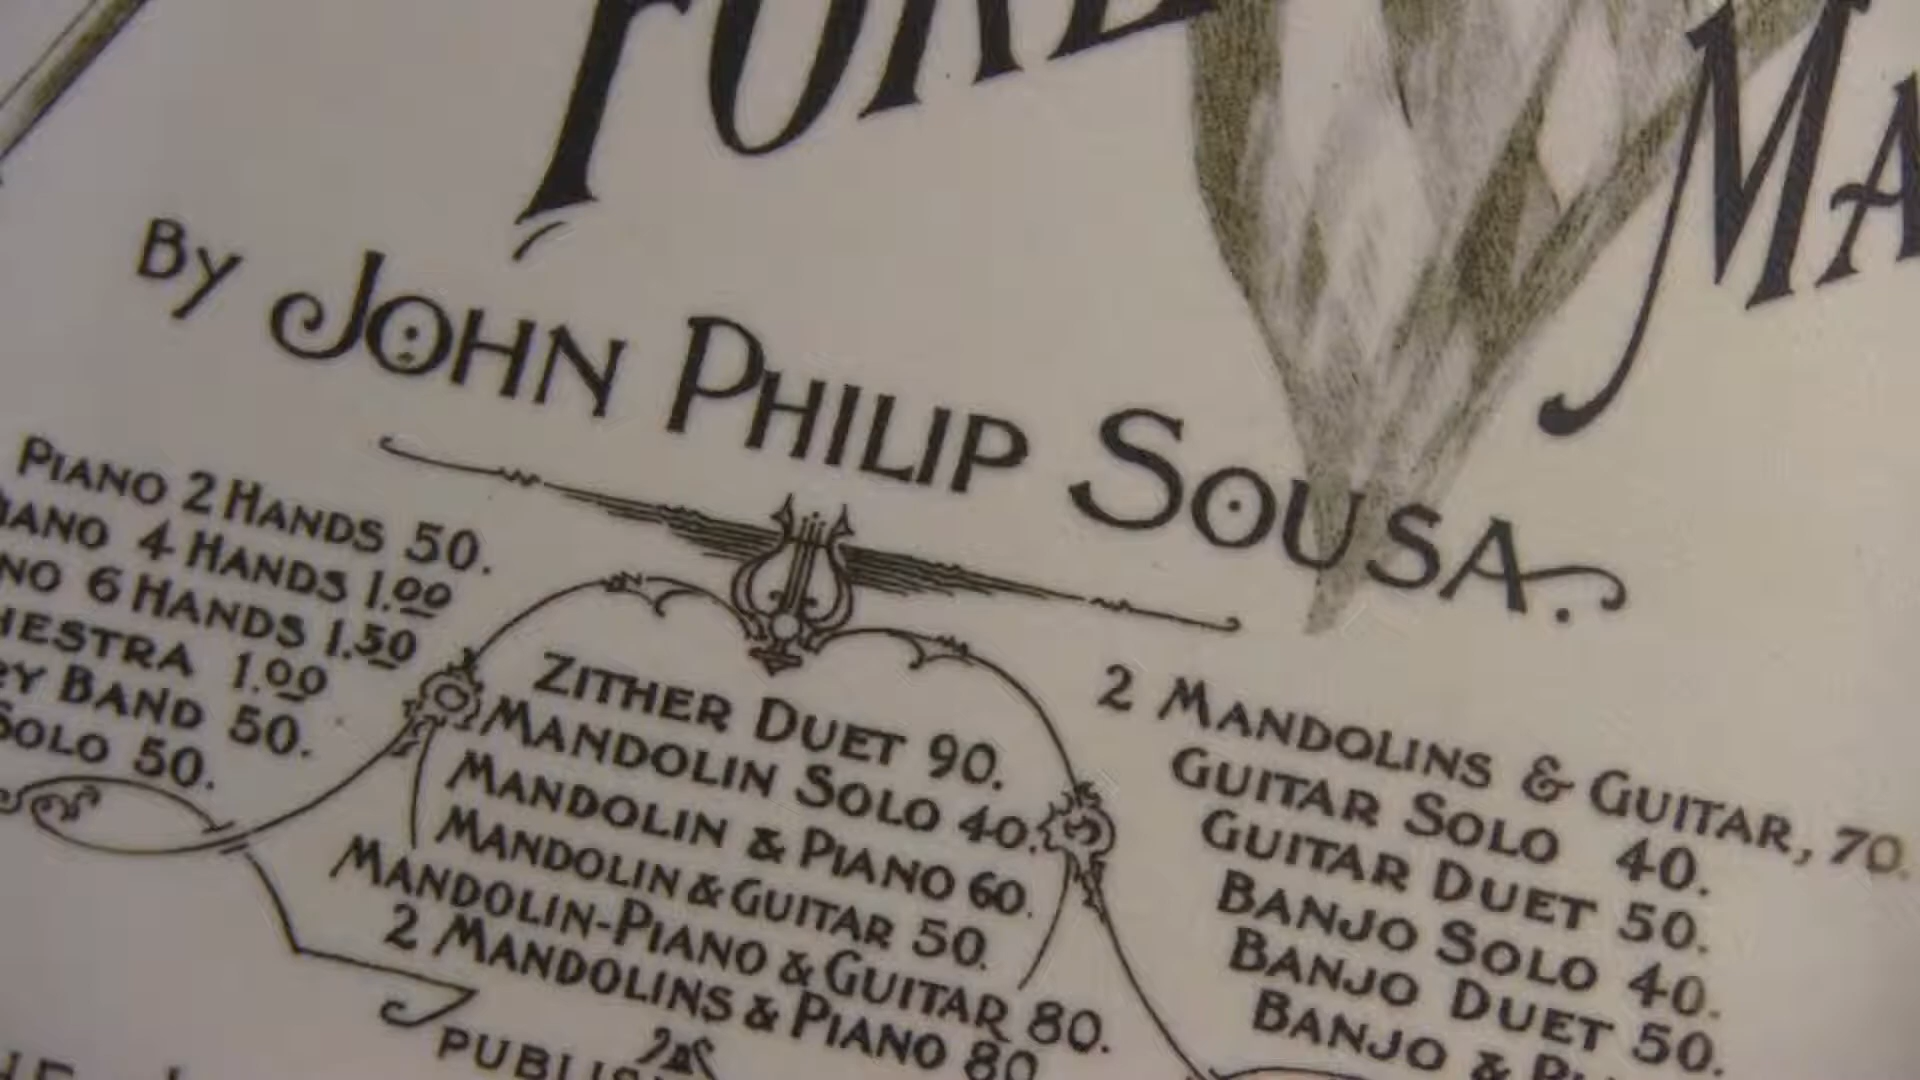 By JOHN PHILIP SOUSA.
PIANO 2 HANDS 50.
4 HANDS 1.00
6 HANDS 1.50
1.00
BAND 50.
SOLO 50.
ZITHER DUET 90.
MANDOLIN SOLO 40.
MANDOLIN & PIANO 60.
MANDOLIN & GUITAR 50.
MANDOLIN-PIANO & GUITAR 80.
2 MANDOLINS & PIANO 80
2 MANDOLINS & GUITAR, 70.
GUITAR SOLO 40.
GUITAR DUET 50.
BANJO SOLO 40.
BANJO DUET 50.
BANJO &